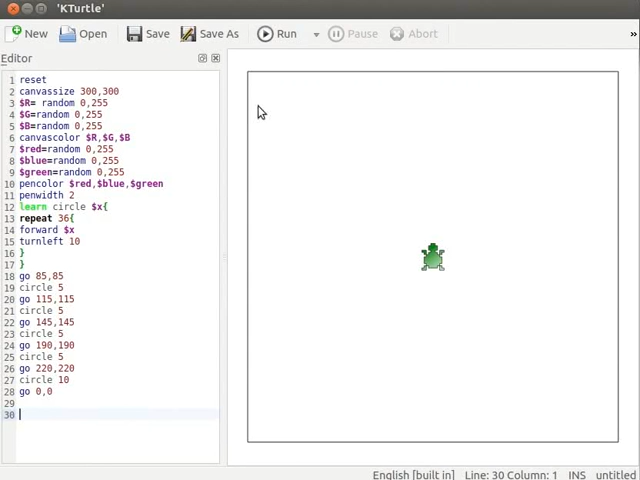 'KTurtle'
New Open Save Save As Run Pause Abort »
Editor
1 reset
2 canvassize 300,300
3 $R= random 0,255
4 $G=random 0,255
5 $B=random 0,255
6 canvascolor $R,$G,$B
7 $red=random 0,255
8 $blue=random 0,255
9 $green=random 0,255
10 pencolor $red,$blue,$green
11 penwidth 2
12 learn circle $x{
13 repeat 36{
14 forward $x
15 turnleft 10
16 }
17 }
18 go 85,85
19 circle 5
20 go 115,115
21 circle 5
22 go 145,145
23 circle 5
24 go 190,190
25 circle 5
26 go 220,220
27 circle 10
28 go 0,0
29
30
English [built in] Line: 30 Column: 1 INS untitled